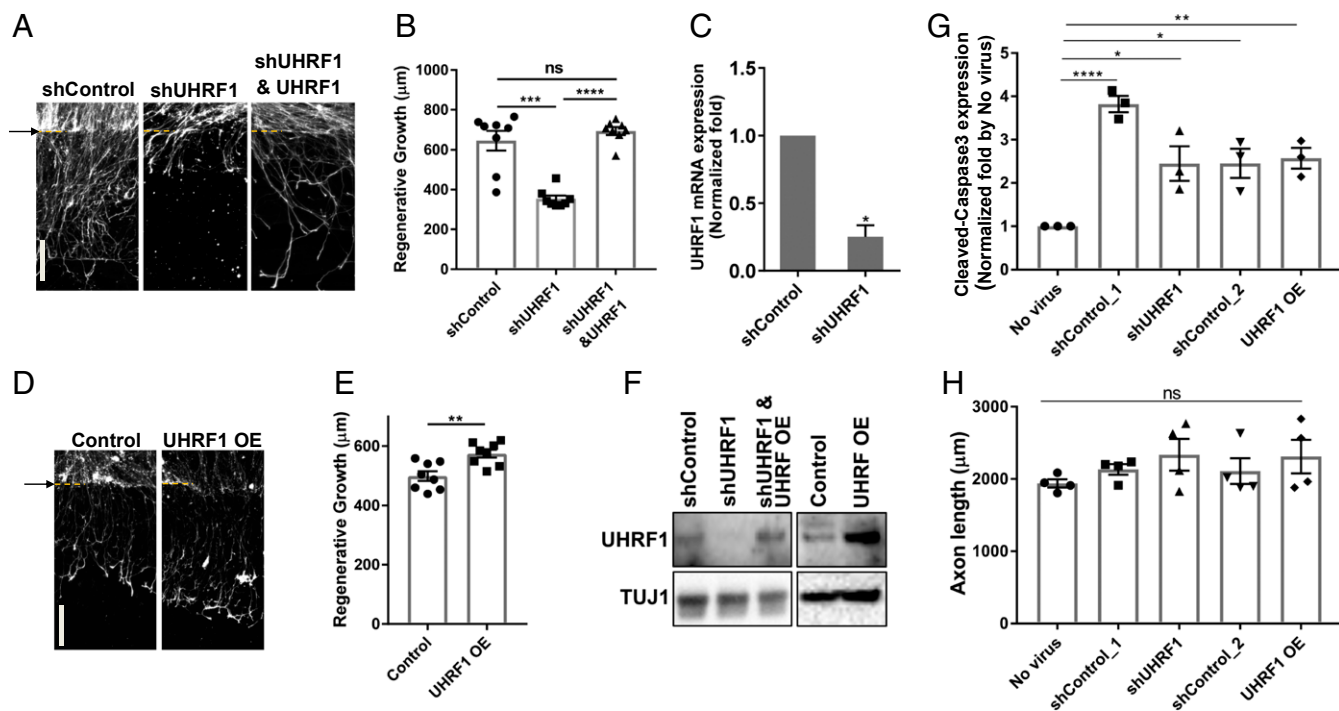 A
shControl
shUHRF1
shUHRF1
& UHRF1
B
Regenerative Growth (μm)
1000
800
600
400
200
0
ns
***
****
shControl
shUHRF1
shUHRF1
&UHRF1
C
UHRF1 mRNA expression
(Normalized fold)
1.5
1.0
0.5
0.0
*
shControl
shUHRF1
G
Cleaved-Caspase3 expression
(Normalized fold by No virus)
5
4
3
2
1
0
**
*
*
****
No virus
shControl_1
shUHRF1
shControl_2
UHRF1 OE
D
Control
UHRF1 OE
E
Regenerative Growth (μm)
800
600
400
200
0
**
Control
UHRF1 OE
F
shControl
shUHRF1
shUHRF1 &
UHRF OE
Control
UHRF OE
UHRF1
TUJ1
H
Axon length (μm)
3000
2000
1000
0
ns
No virus
shControl_1
shUHRF1
shControl_2
UHRF1 OE